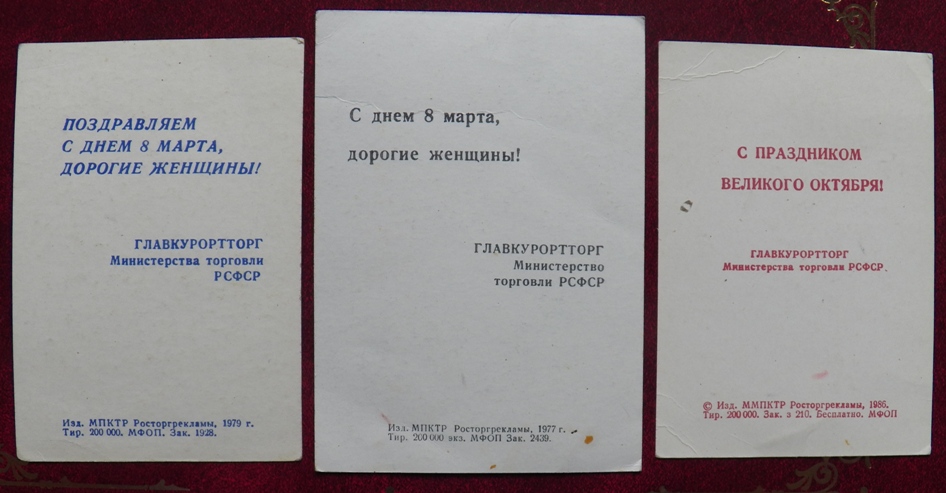 ПОЗДРАВЛЯЕМ
С ДНЕМ 8 МАРТА,
ДОРОГИЕ ЖЕНЩИНЫ!
ГЛАВКУРОРТТОРГ
Министерства торговли
РСФСР
Изд. МПКТР Росторгрекламы, 1979 г.
Тир. 200 000. МФОП. Зак. 1928.
С днем 8 марта,
дорогие женщины!
ГЛАВКУРОРТТОРГ
Министерство
торговли РСФСР
Изд. МПКТР Росторгрекламы, 1977 г.
Тир. 200 000 экз. МФОП Зак. 2439.
С ПРАЗДНИКОМ
ВЕЛИКОГО ОКТЯБРЯ!
ГЛАВКУРОРТТОРГ
Министерства торговли РСФСР.
© Изд. ММПКТР Росторгрекламы, 1986.
Тир. 200 000. Зак. з 210. Бесплатно. МФОП